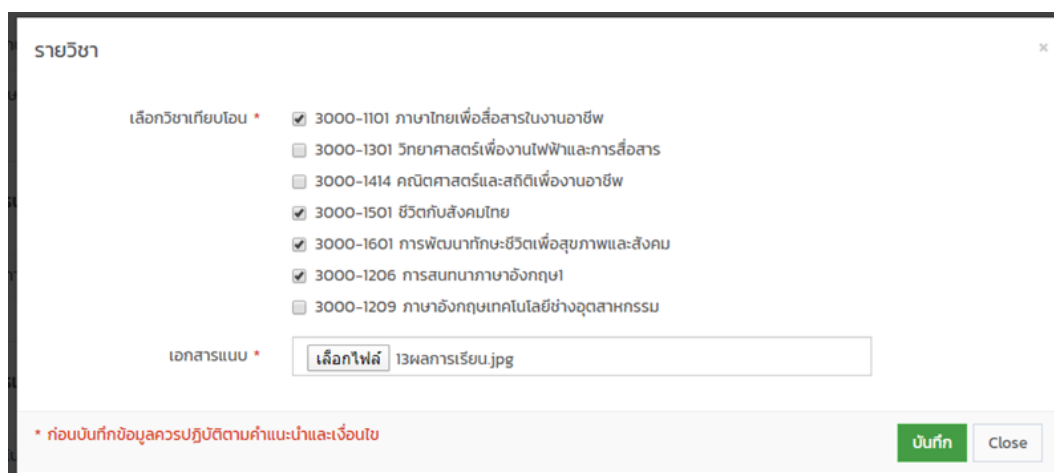 รายวิชา ×
เลือกวิชาเทียบโอน * 3000-1101 ภาษาไทยเพื่อสื่อสารในงานอาชีพ
3000-1301 วิทยาศาสตร์เพื่องานไฟฟ้าและการสื่อสาร
3000-1414 คณิตศาสตร์และสถิติเพื่องานอาชีพ
3000-1501 ชีวิตกับสังคมไทย
3000-1601 การพัฒนาทักษะชีวิตเพื่อสุขภาพและสังคม
3000-1206 การสนทนาภาษาอังกฤษ1
3000-1209 ภาษาอังกฤษเทคโนโลยีช่างอุตสาหกรรม
เอกสารแนบ * เลือกไฟล์ 13ผลการเรียน.jpg
* ก่อนบันทึกข้อมูลควรปฏิบัติตามคำแนะนำและเงื่อนไข บันทึก Close